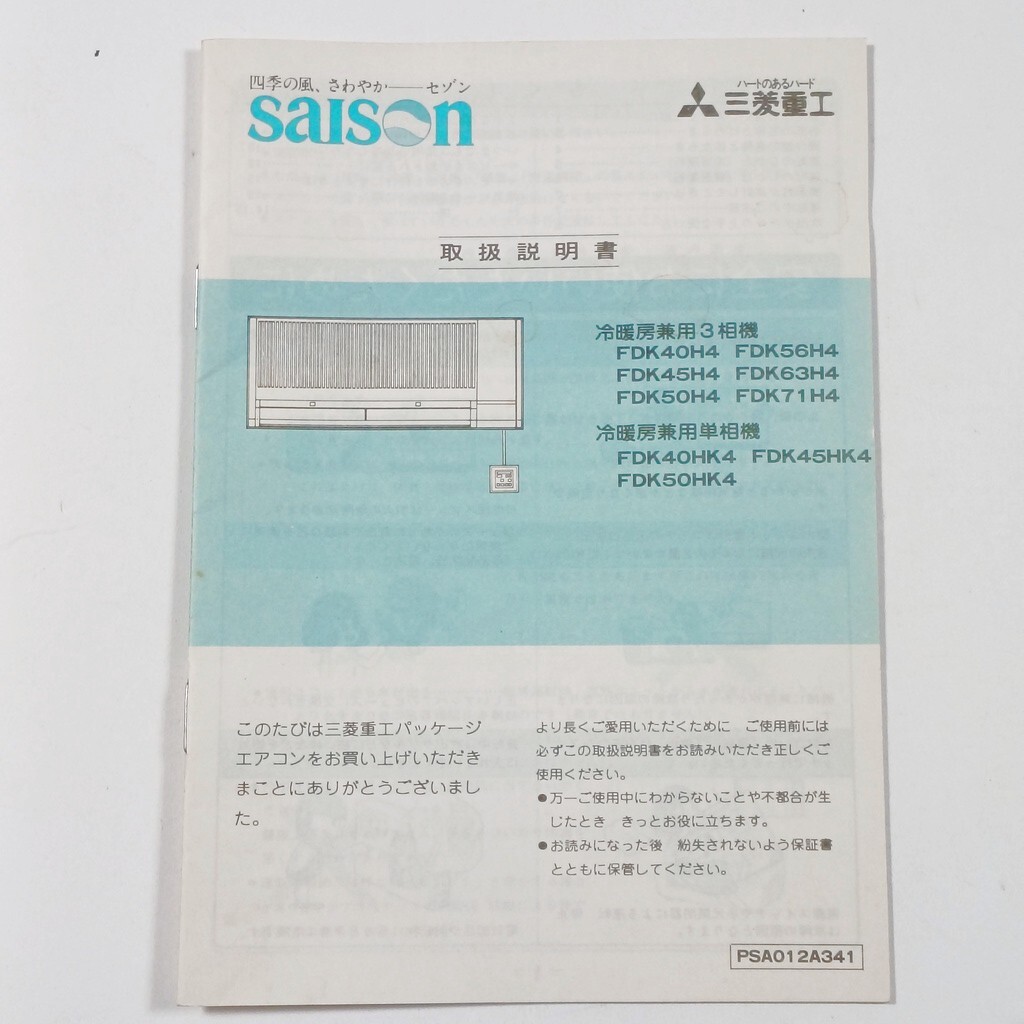 四季の風、さわやか――セゾン
saison
ハートのあるハード
三菱重工
取扱説明書
冷暖房兼用3相機
FDK40H4 FDK56H4
FDK45H4 FDK63H4
FDK50H4 FDK71H4
冷暖房兼用単相機
FDK40HK4 FDK45HK4
FDK50HK4
このたびは三菱重工パッケージ
エアコンをお買い上げいただき
まことにありがとうございまし
た。
より長くご愛用いただくために　ご使用前には
必ずこの取扱説明書をお読みいただき正しくご
使用ください。
●万一ご使用中にわからないことや不都合が生
じたとき　きっとお役に立ちます。
●お読みになった後　紛失されないよう保証書
とともに保管してください。
PSA012A341